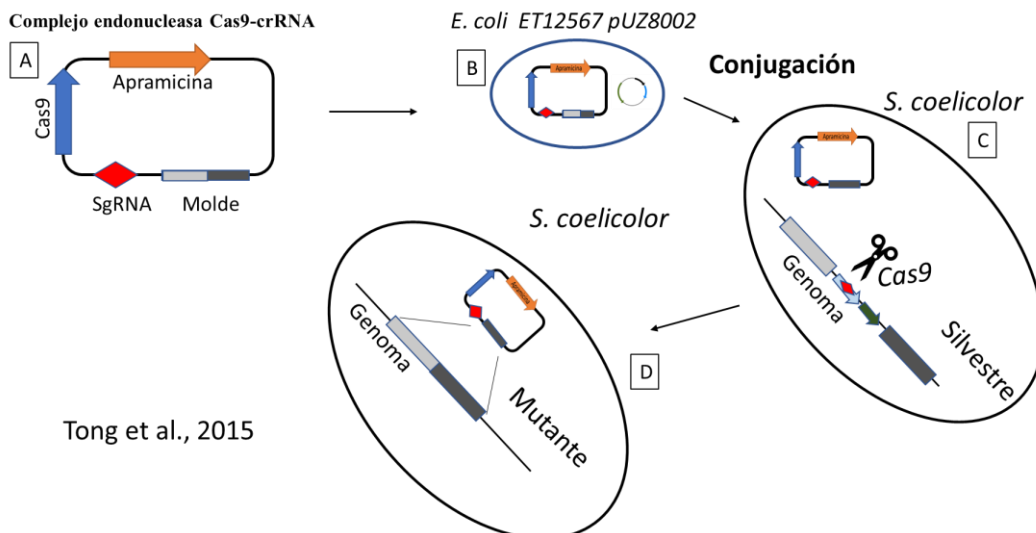 Complejo endonucleasa Cas9-crRNA
A
Apramicina
Cas9
SgRNA
Molde
E. coli ET12567 pUZ8002
B
Apramicina
Conjugación
S. coelicolor
C
Apramicina
Genoma
Cas9
Silvestre
S. coelicolor
D
Apramicina
Genoma
Mutante
Tong et al., 2015